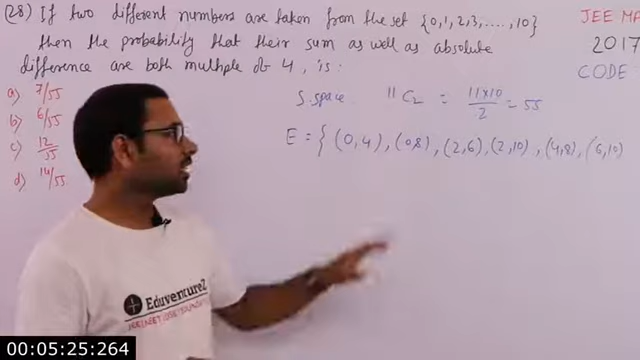 (28) If two different numbers are taken from the set {0,1,2,3,....,10}
then the probability that their sum as well as absolute
difference are both multiple of 4, is:
a) 7/55
b) 6/55
c) 12/55
d) 14/55
S.space ¹¹C₂ = 11×10/2 = 55
E = { (0,4), (0,8), (2,6), (2,10), (4,8), (6,10)
JEE MA
2017
CODE :
EduventureZ
00:05:25:264